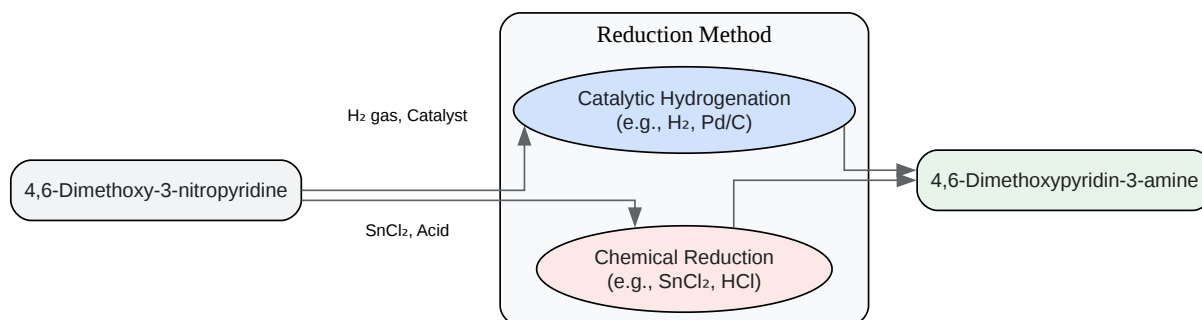 Reduction Method
Catalytic Hydrogenation
(e.g., H₂, Pd/C)
H₂ gas, Catalyst
4,6-Dimethoxy-3-nitropyridine
4,6-Dimethoxypyridin-3-amine
SnCl₂, Acid
Chemical Reduction
(e.g., SnCl₂, HCl)